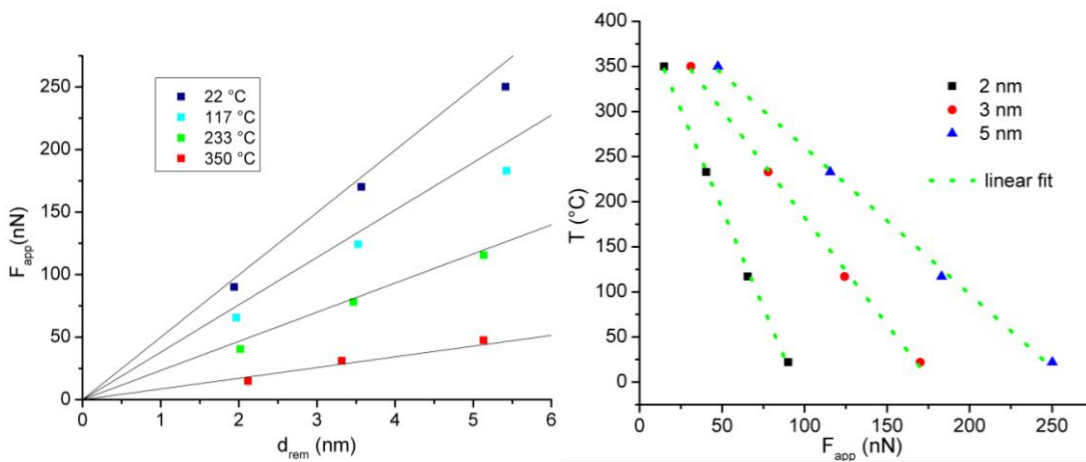 250
200
150
100
50
0
F_app(nN)
22 °C
117 °C
233 °C
350 °C
0 1 2 3 4 5 6
d_rem (nm)
400
350
300
250
200
150
100
50
0
T (°C)
2 nm
3 nm
5 nm
linear fit
0 50 100 150 200 250
F_app (nN)